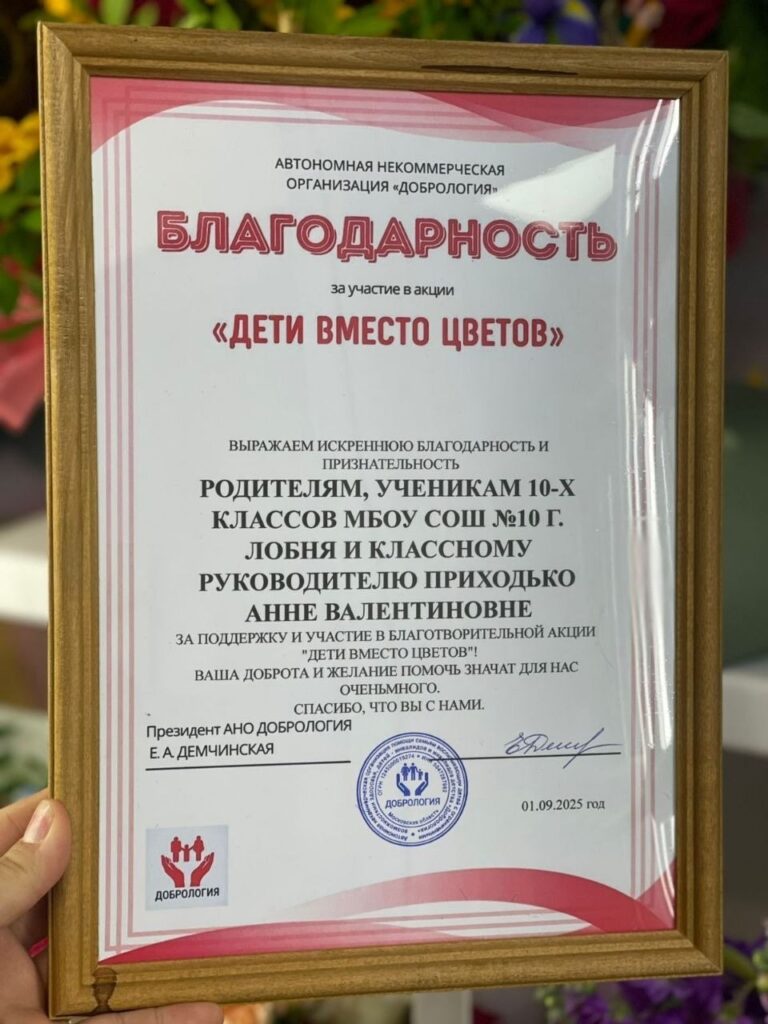 АВТОНОМНАЯ НЕКОММЕРЧЕСКАЯ
ОРГАНИЗАЦИЯ «ДОБРОЛОГИЯ»
БЛАГОДАРНОСТЬ
за участие в акции
«ДЕТИ ВМЕСТО ЦВЕТОВ»
ВЫРАЖАЕМ ИСКРЕННЮЮ БЛАГОДАРНОСТЬ И
ПРИЗНАТЕЛЬНОСТЬ
РОДИТЕЛЯМ, УЧЕНИКАМ 10-Х
КЛАССОВ МБОУ СОШ №10 Г.
ЛОБНЯ И КЛАССНОМУ
РУКОВОДИТЕЛЮ ПРИХОДЬКО
АННЕ ВАЛЕНТИНОВНЕ
ЗА ПОДДЕРЖКУ И УЧАСТИЕ В БЛАГОТВОРИТЕЛЬНОЙ АКЦИИ
"ДЕТИ ВМЕСТО ЦВЕТОВ"!
ВАША ДОБРОТА И ЖЕЛАНИЕ ПОМОЧЬ ЗНАЧАТ ДЛЯ НАС
ОЧЕНЬМНОГО.
СПАСИБО, ЧТО ВЫ С НАМИ.
Президент АНО ДОБРОЛОГИЯ
Е. А. ДЕМЧИНСКАЯ
ДОБРОЛОГИЯ
Московская область
01.09.2025 год
ДОБРОЛОГИЯ